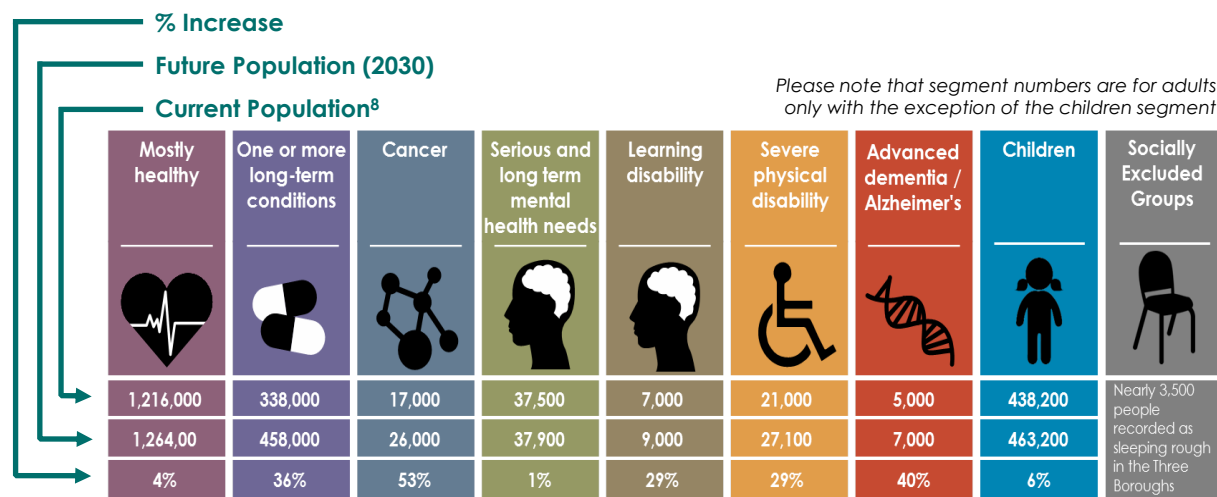 % Increase
Future Population (2030)
Current Population⁸
Please note that segment numbers are for adults
only with the exception of the children segment
Mostly
healthy
One or more
long-term
conditions
Cancer
Serious and
long term
mental
health needs
Learning
disability
Severe
physical
disability
Advanced
dementia /
Alzheimer's
Children
Socially
Excluded
Groups
1,216,000
338,000
17,000
37,500
7,000
21,000
5,000
438,200
1,264,00
458,000
26,000
37,900
9,000
27,100
7,000
463,200
4%
36%
53%
1%
29%
29%
40%
6%
Nearly 3,500
people
recorded as
sleeping rough
in the Three
Boroughs